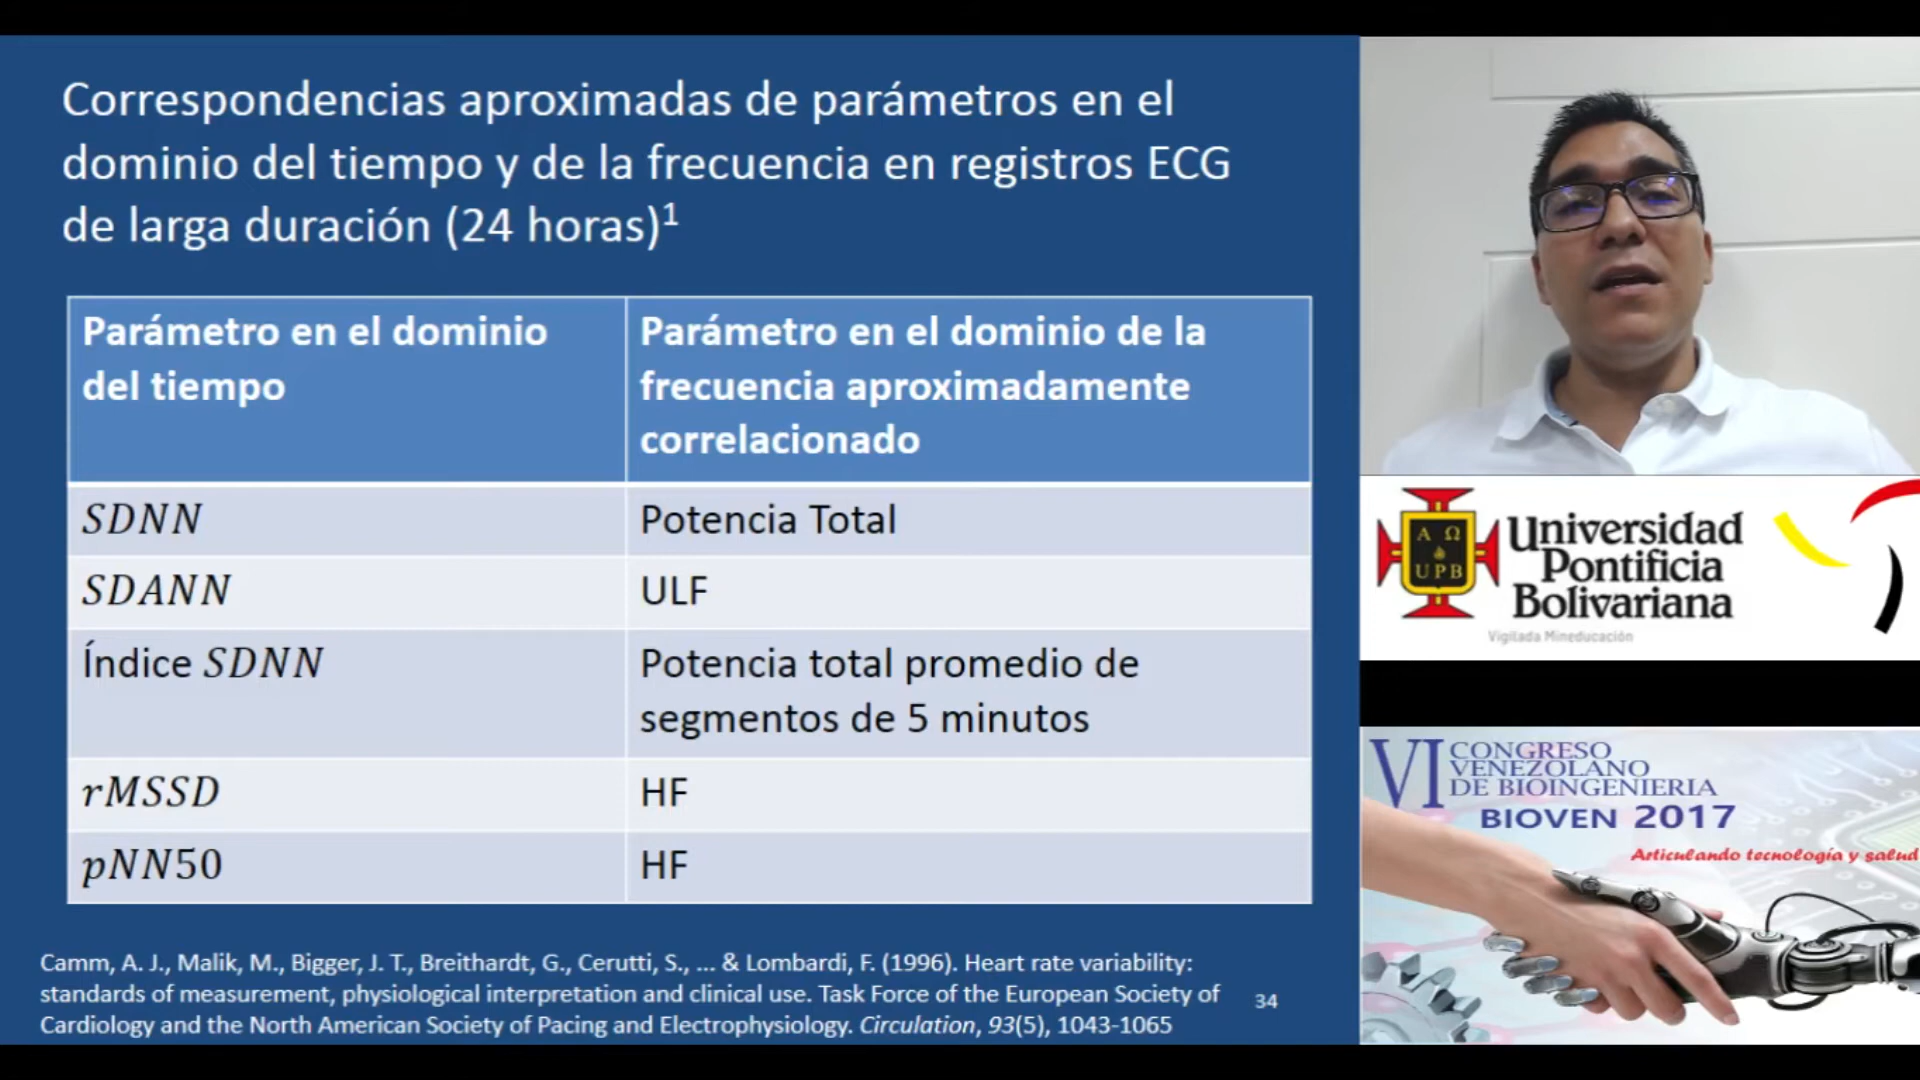 Correspondencias aproximadas de parámetros en el
dominio del tiempo y de la frecuencia en registros ECG
de larga duración (24 horas)¹
Parámetro en el dominio
del tiempo
Parámetro en el dominio de la
frecuencia aproximadamente
correlacionado
SDNN
Potencia Total
SDANN
ULF
Índice SDNN
Potencia total promedio de
segmentos de 5 minutos
rMSSD
HF
pNN50
HF
Camm, A. J., Malik, M., Bigger, J. T., Breithardt, G., Cerutti, S., ... & Lombardi, F. (1996). Heart rate variability:
standards of measurement, physiological interpretation and clinical use. Task Force of the European Society of
Cardiology and the North American Society of Pacing and Electrophysiology. Circulation, 93(5), 1043-1065
34
A Ω
UPB
Universidad
Pontificia
Bolivariana
Vigilada Mineducación
VI CONGRESO
VENEZOLANO
DE BIOINGENIERIA
BIOVEN 2017
Articulando tecnología y salud